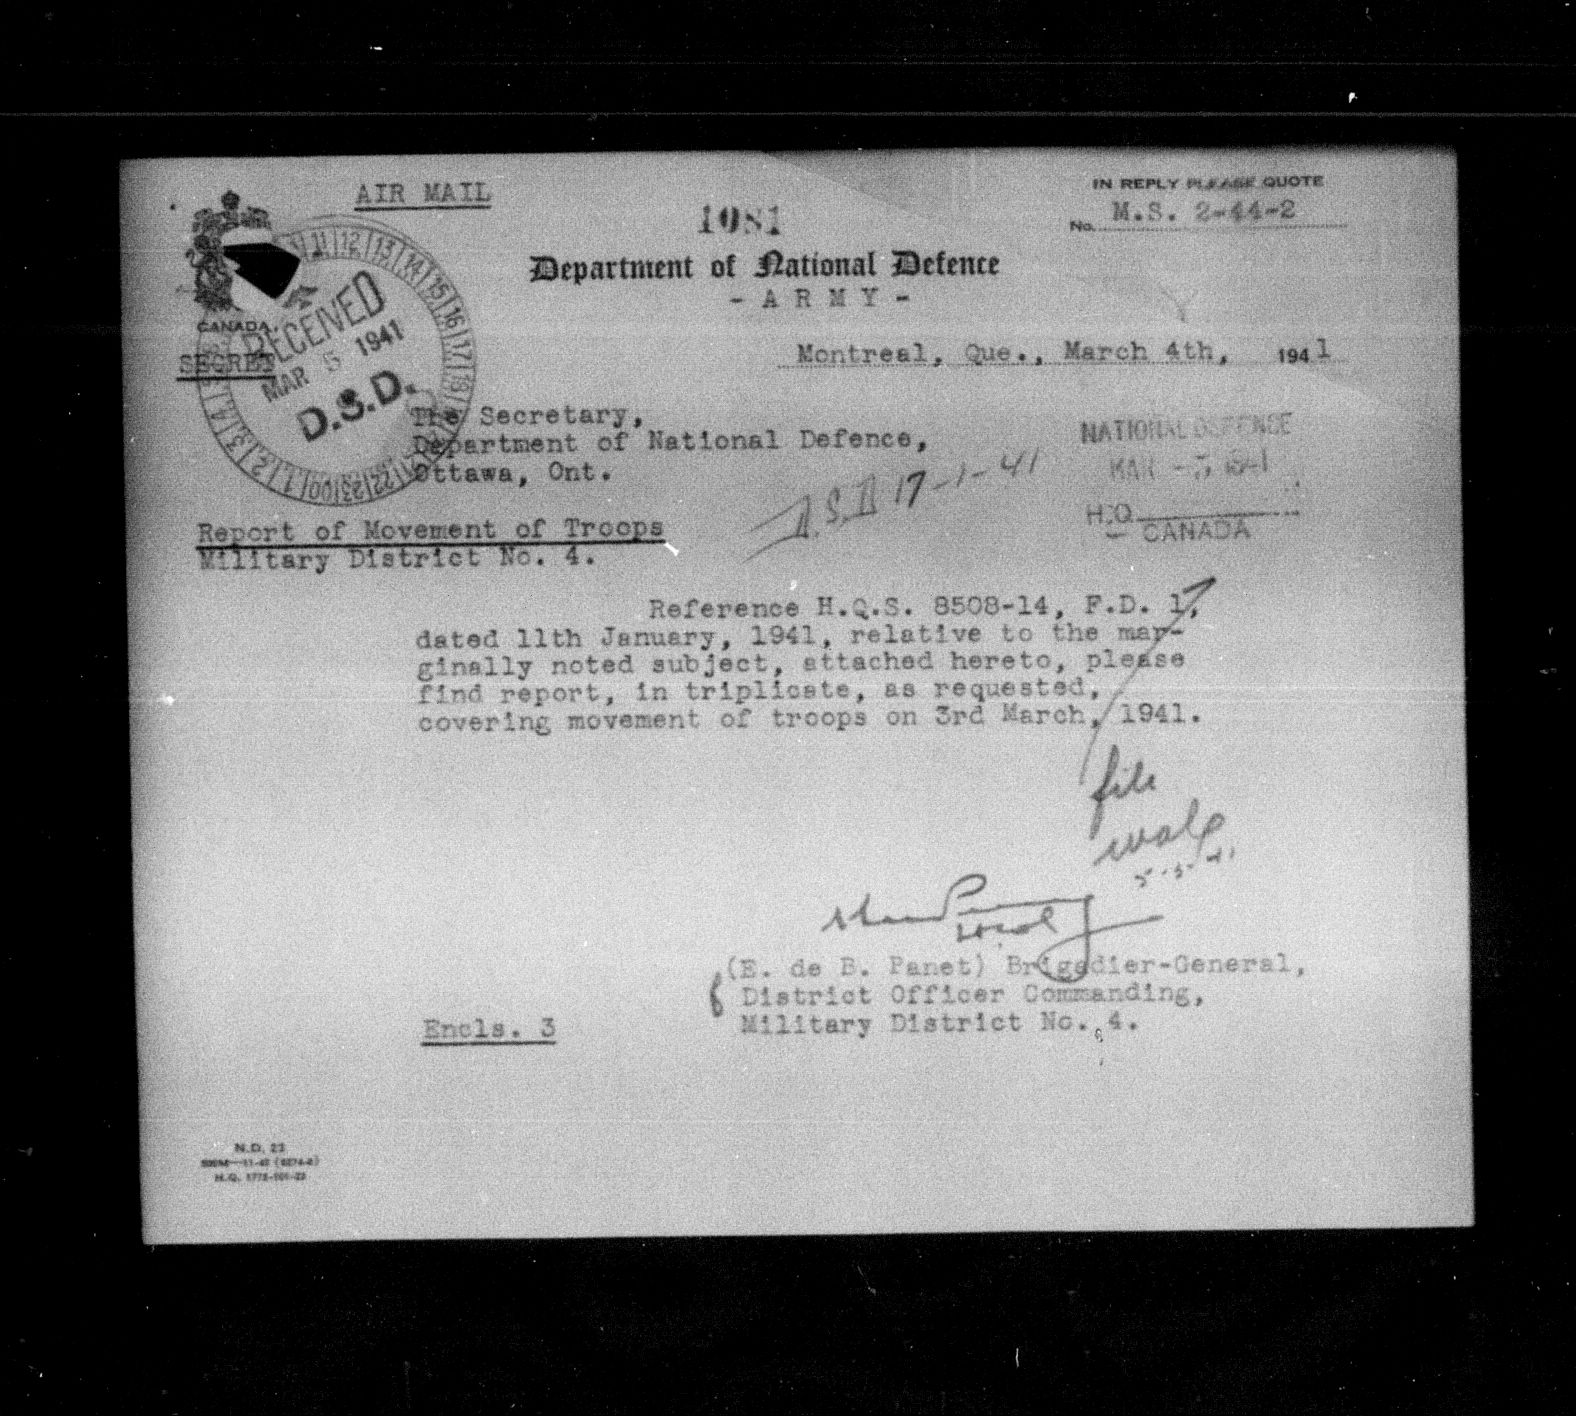 AIR MAIL
IN REPLY PLEASE QUOTE
No. M.S. 2-44-2
1081
Department of National Defence
- A R M Y -
CANADA
RECEIVED
MAR 5 1941
D.S.D.
SECRET
Montreal, Que., March 4th, 1941
The Secretary,
Department of National Defence,
Ottawa, Ont.
NATIONAL DEFENCE
MAR 1941
H.Q.
CANADA
17-1-41
Report of Movement of Troops
Military District No. 4.
Reference H.Q.S. 8508-14, F.D. 1,
dated 11th January, 1941, relative to the mar-
ginally noted subject, attached hereto, please
find report, in triplicate, as requested,
covering movement of troops on 3rd March, 1941.
file
5-3-41
(E. de B. Panet) Brigadier-General,
District Officer Commanding,
Military District No. 4.
Encls. 3
N.D. 23
H.Q.